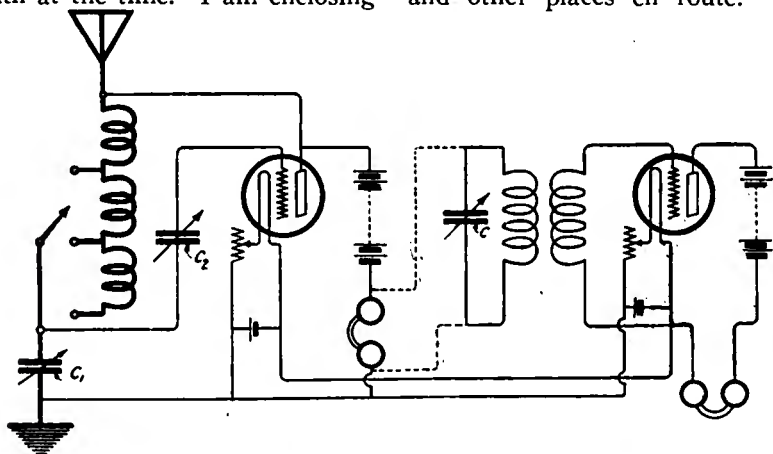 at the time. I am enclosing and other places en route.
C₂
C
C₁